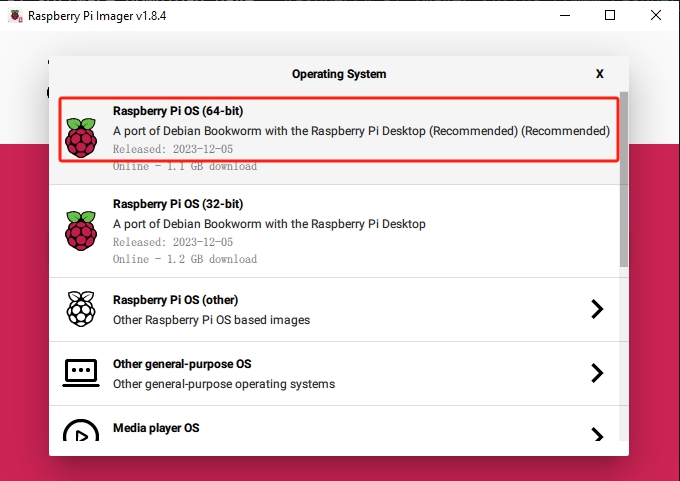 Raspberry Pi Imager v1.8.4
Operating System
X
Raspberry Pi OS (64-bit)
A port of Debian Bookworm with the Raspberry Pi Desktop (Recommended) (Recommended)
Released: 2023-12-05
Online - 1.1 GB download
Raspberry Pi OS (32-bit)
A port of Debian Bookworm with the Raspberry Pi Desktop
Released: 2023-12-05
Online - 1.2 GB download
Raspberry Pi OS (other)
Other Raspberry Pi OS based images
Other general-purpose OS
Other general-purpose operating systems
Media player OS